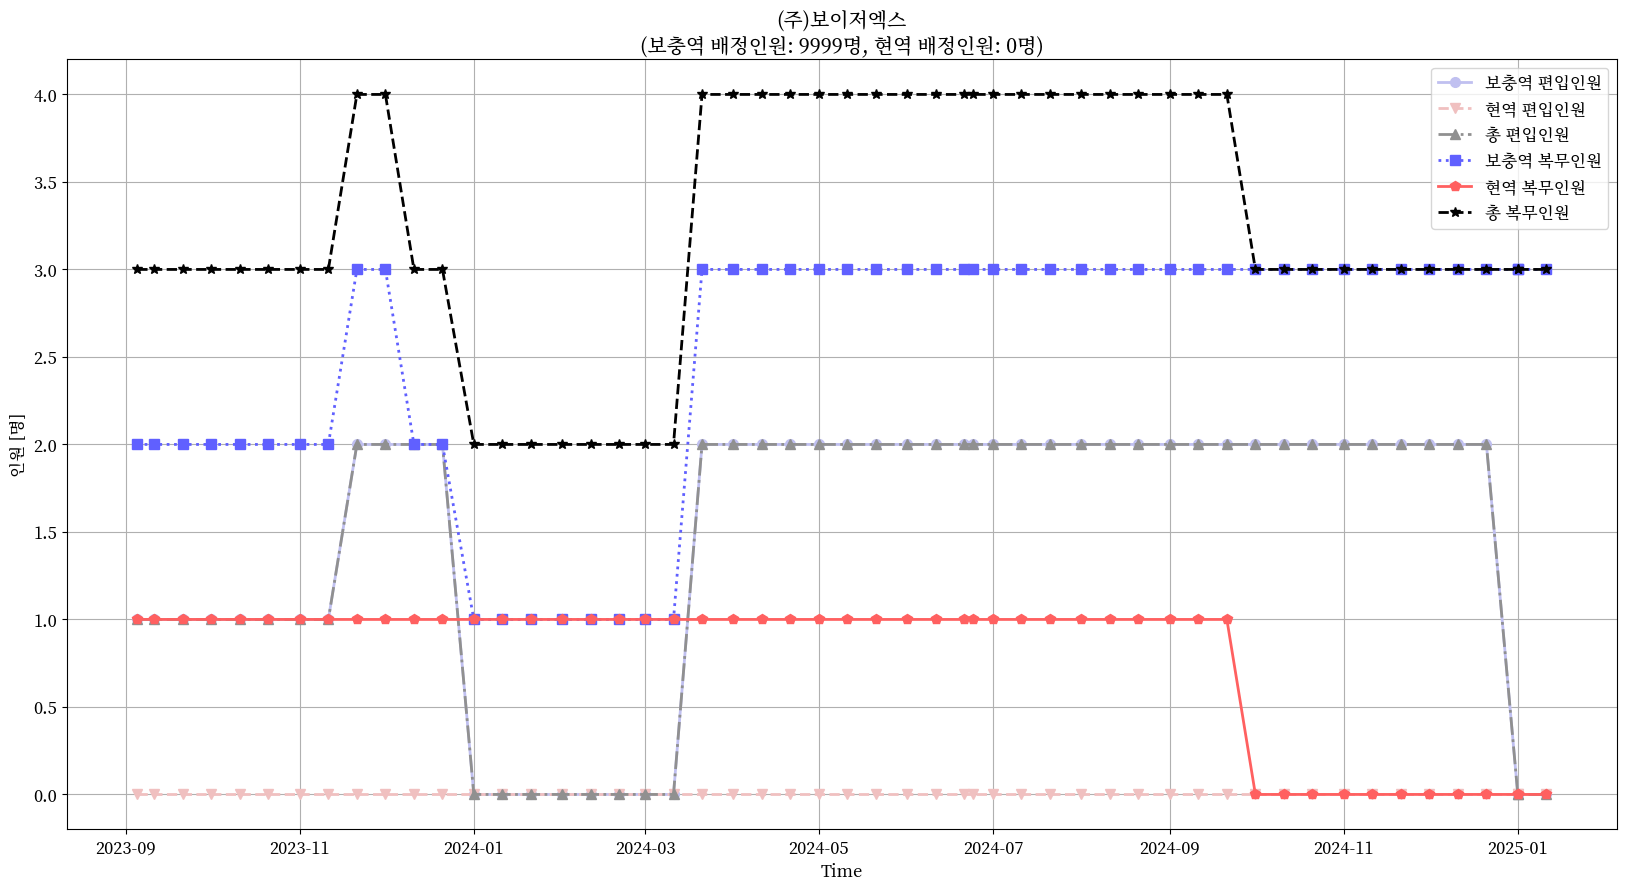 (주)보이저엑스
(보충역 배정인원: 9999명, 현역 배정인원: 0명)
보충역 편입인원
현역 편입인원
총 편입인원
보충역 복무인원
현역 복무인원
총 복무인원
인원 [명]
4.0
3.5
3.0
2.5
2.0
1.5
1.0
0.5
0.0
2023-09 2023-11 2024-01 2024-03 2024-05 2024-07 2024-09 2024-11 2025-01
Time